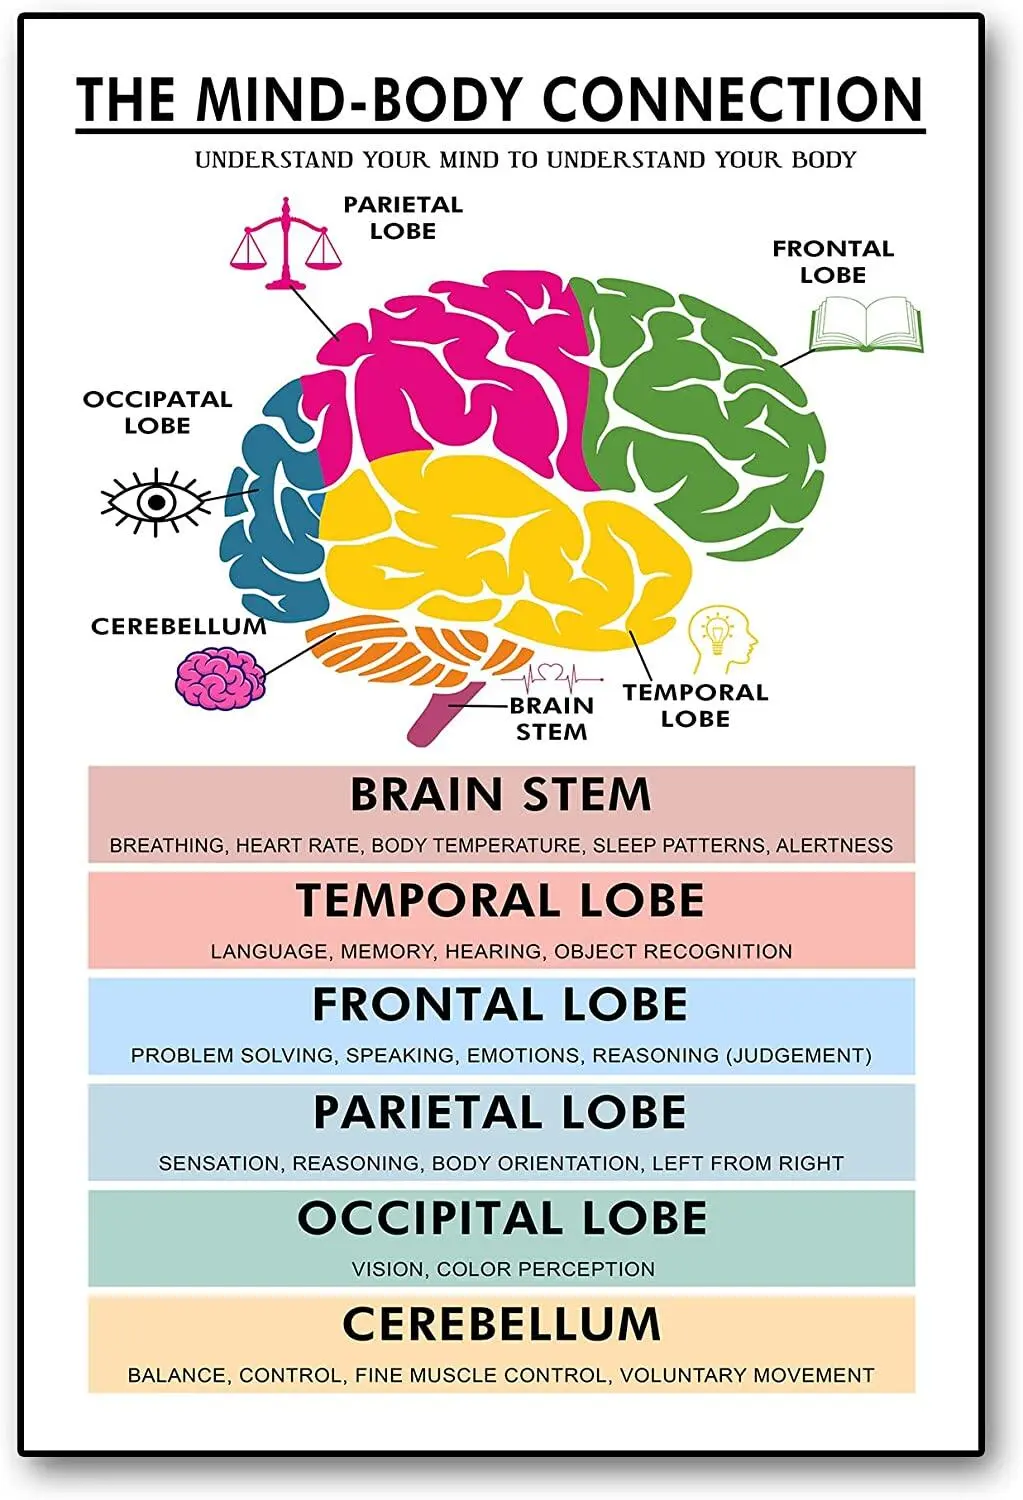 THE MIND-BODY CONNECTION
UNDERSTAND YOUR MIND TO UNDERSTAND YOUR BODY
PARIETAL
LOBE
FRONTAL
LOBE
OCCIPATAL
LOBE
CEREBELLUM
BRAIN
STEM
TEMPORAL
LOBE
BRAIN STEM
BREATHING, HEART RATE, BODY TEMPERATURE, SLEEP PATTERNS, ALERTNESS
TEMPORAL LOBE
LANGUAGE, MEMORY, HEARING, OBJECT RECOGNITION
FRONTAL LOBE
PROBLEM SOLVING, SPEAKING, EMOTIONS, REASONING (JUDGEMENT)
PARIETAL LOBE
SENSATION, REASONING, BODY ORIENTATION, LEFT FROM RIGHT
OCCIPITAL LOBE
VISION, COLOR PERCEPTION
CEREBELLUM
BALANCE, CONTROL, FINE MUSCLE CONTROL, VOLUNTARY MOVEMENT